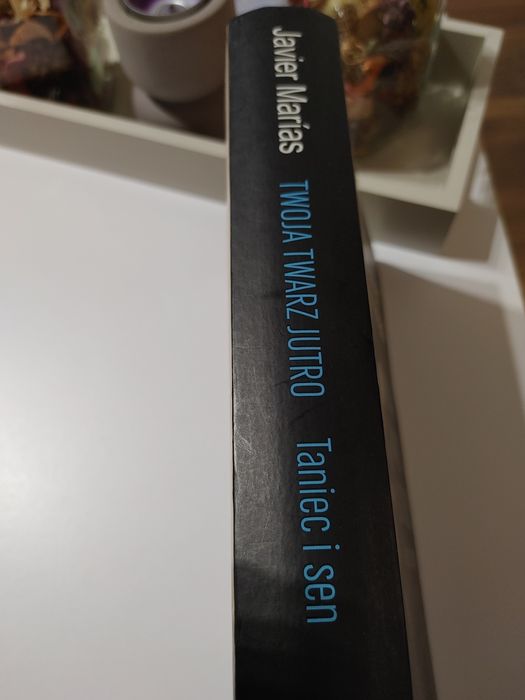 Javier Marías
TWOJA TWARZ JUTRO
Taniec i sen